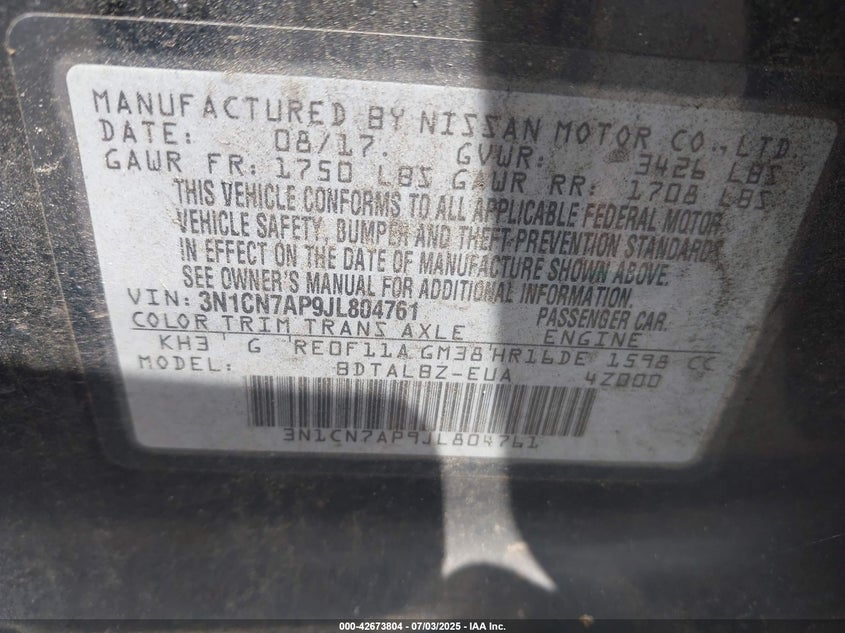 MANUFACTURED BY NISSAN MOTOR CO., LTD.
DATE: 08/17. GVWR: 3426 LBS
GAWR FR: 1750 LBS GAWR RR: 1708 LBS
THIS VEHICLE CONFORMS TO ALL APPLICABLE FEDERAL MOTOR
VEHICLE SAFETY, BUMPER AND THEFT PREVENTION STANDARDS
IN EFFECT ON THE DATE OF MANUFACTURE SHOWN ABOVE.
SEE OWNER'S MANUAL FOR ADDITIONAL INFORMATION.
VIN: 3N1CN7AP9JL804761 PASSENGER CAR.
COLOR TRIM TRANS AXLE ENGINE
KH3 G RE0F11A GM38 HR16DE 1598 CC
MODEL: BDTALBZ-EUA 4Z000
3N1CN7AP9JL804761
000-42673804 - 07/03/2025 - IAA Inc.